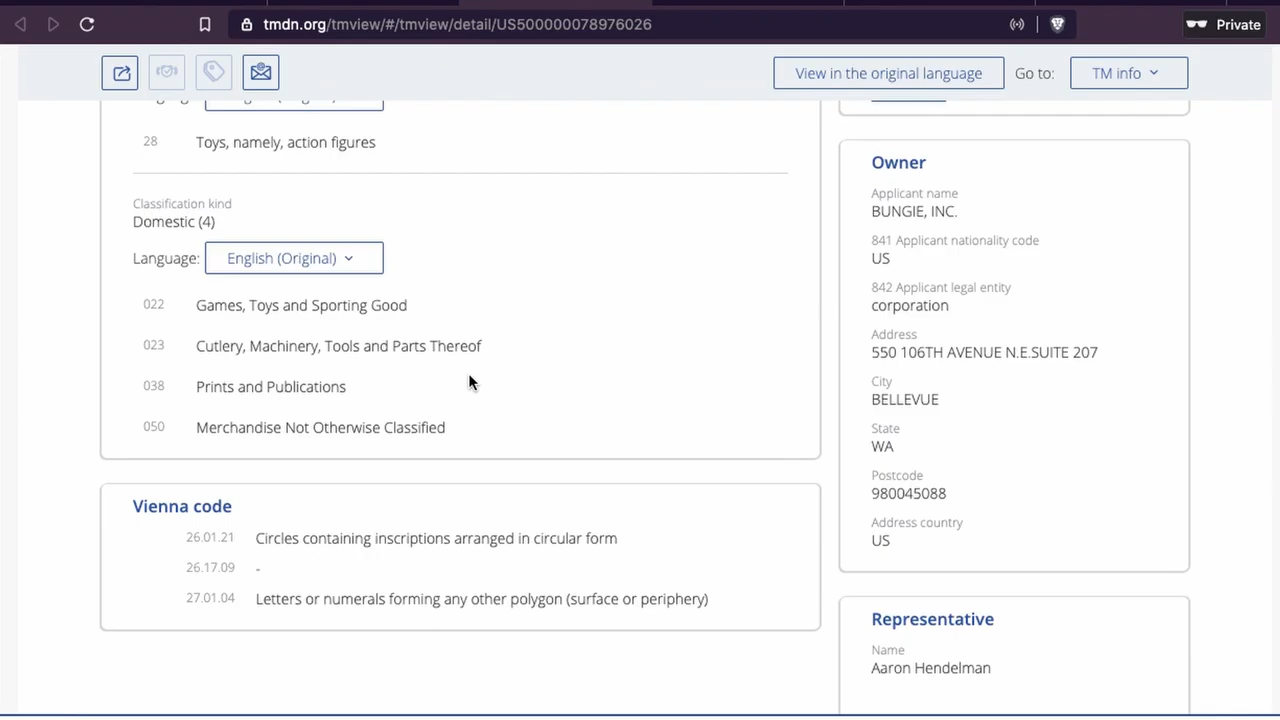 tmdn.org/tmview/#/tmview/detail/US500000078976026
Private
View in the original language
Go to:
TM info
28 Toys, namely, action figures
Classification kind
Domestic (4)
Language: English (Original)
022 Games, Toys and Sporting Good
023 Cutlery, Machinery, Tools and Parts Thereof
038 Prints and Publications
050 Merchandise Not Otherwise Classified
Vienna code
26.01.21 Circles containing inscriptions arranged in circular form
26.17.09 -
27.01.04 Letters or numerals forming any other polygon (surface or periphery)
Owner
Applicant name
BUNGIE, INC.
841 Applicant nationality code
US
842 Applicant legal entity
corporation
Address
550 106TH AVENUE N.E.SUITE 207
City
BELLEVUE
State
WA
Postcode
980045088
Address country
US
Representative
Name
Aaron Hendelman